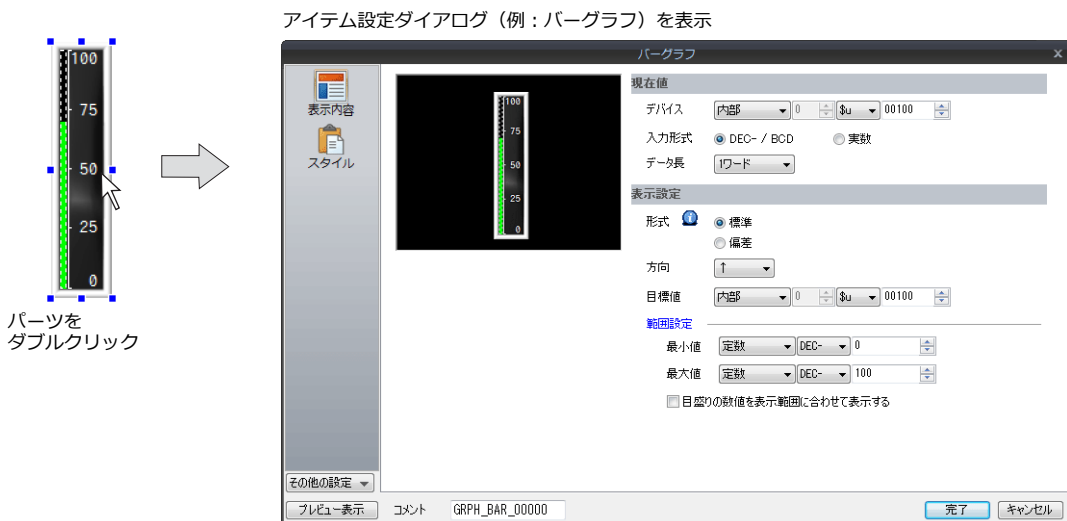 アイテム設定ダイアログ（例：バーグラフ）を表示
100
75
50
25
0
パーツを
ダブルクリック
バーグラフ x
表示内容
スタイル
100
75
50
25
0
現在値
デバイス 内部 0 $u 00100
入力形式 DEC- / BCD 実数
データ長 1ワード
表示設定
形式 標準
偏差
方向 ↑
目標値 内部 0 $u 00100
範囲設定
最小値 定数 DEC- 0
最大値 定数 DEC- 100
目盛りの数値を表示範囲に合わせて表示する
その他の設定
プレビュー表示 コメント GRPH_BAR_00000 完了 キャンセル